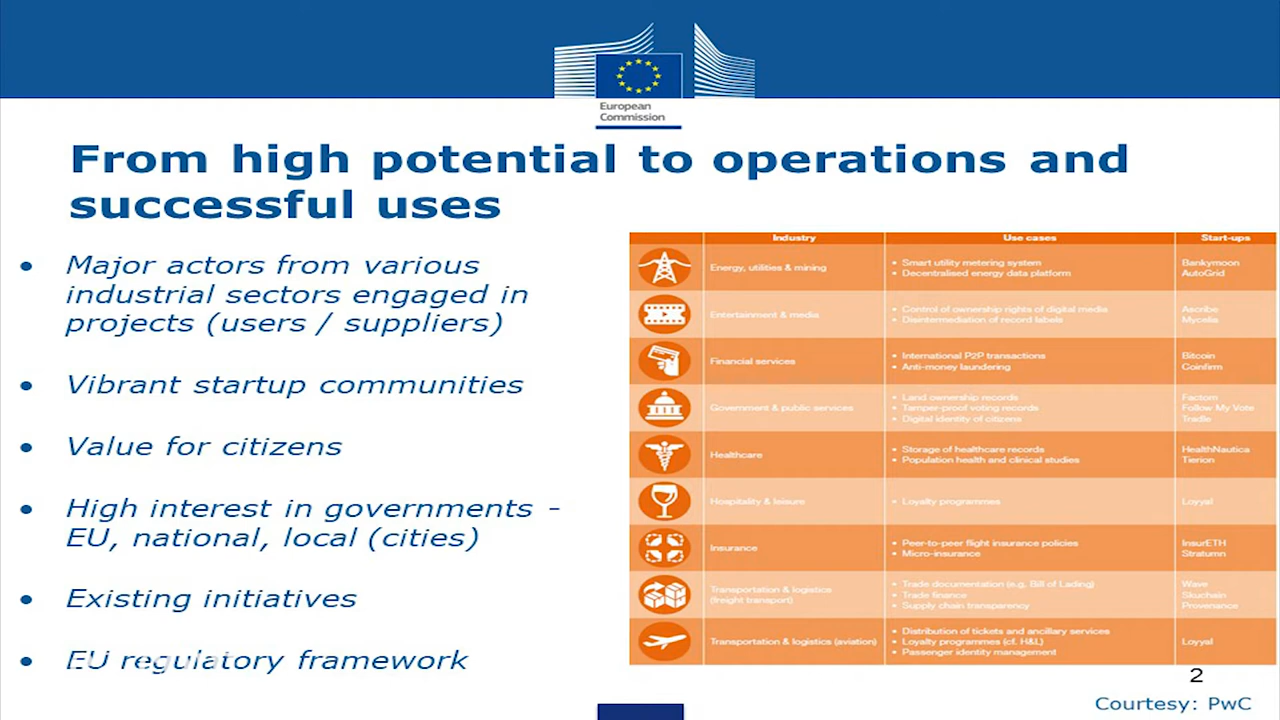 European
Commission
From high potential to operations and
successful uses
• Major actors from various
industrial sectors engaged in
projects (users / suppliers)
• Vibrant startup communities
• Value for citizens
• High interest in governments -
EU, national, local (cities)
• Existing initiatives
• EU regulatory framework
Industry Use cases Start-ups
Energy, utilities & mining
• Smart utility metering system
• Decentralised energy data platform
Bankymoon
AutoGrid
Entertainment & media
• Control of ownership rights of digital media
• Disintermediation of record labels
Ascribe
Mycelia
Financial services
• International P2P transactions
• Anti-money laundering
Bitcoin
Coinfirm
Government & public services
• Land ownership records
• Tamper-proof voting records
• Digital identity of citizens
Factom
Follow My Vote
Tradle
Healthcare
• Storage of healthcare records
• Population health and clinical studies
HealthNautica
Tierion
Hospitality & leisure
• Loyalty programmes
Loyyal
Insurance
• Peer-to-peer flight insurance policies
• Micro-insurance
InsurETH
Stratumn
Transportation & logistics
(freight transport)
• Trade documentation (e.g. Bill of Lading)
• Trade finance
• Supply chain transparency
Wave
Skuchain
Provenance
Transportation & logistics (aviation)
• Distribution of tickets and ancillary services
• Loyalty programmes (cf. H&L)
• Passenger identity management
Loyyal
2
Courtesy: PwC